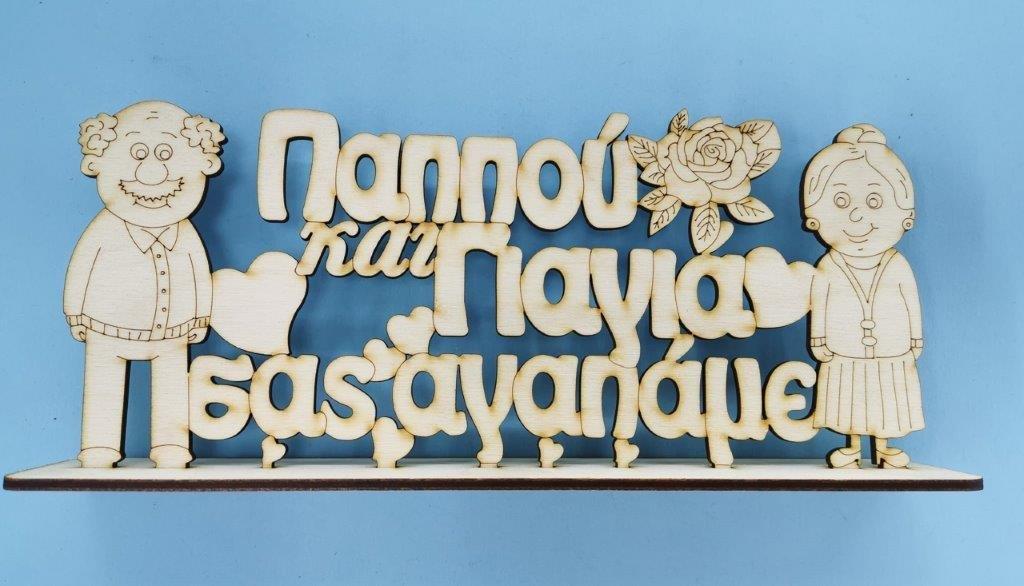 Παππού
και Γιαγιά
σας αγαπάμε